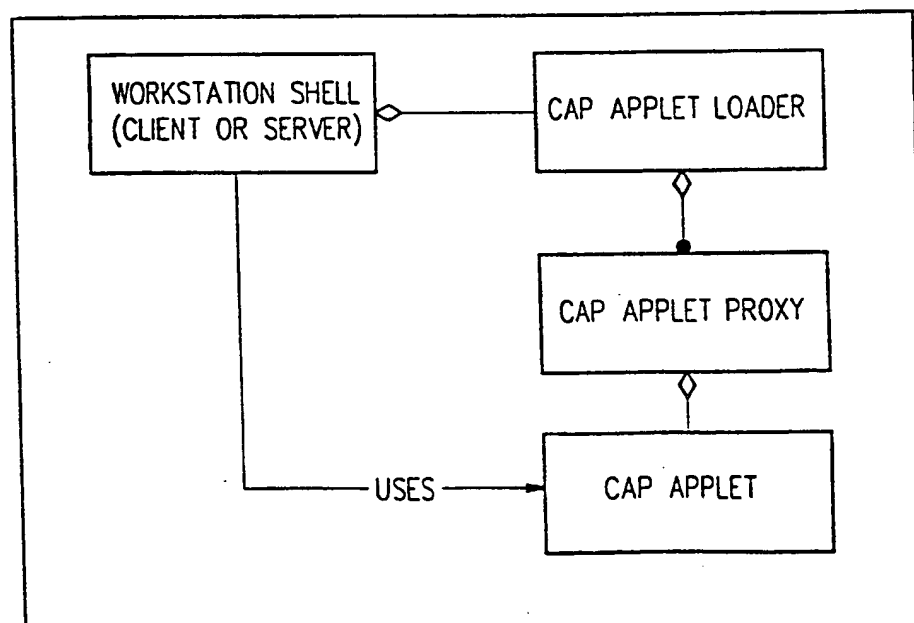 WORKSTATION SHELL
(CLIENT OR SERVER)
CAP APPLET LOADER
CAP APPLET PROXY
USES
CAP APPLET